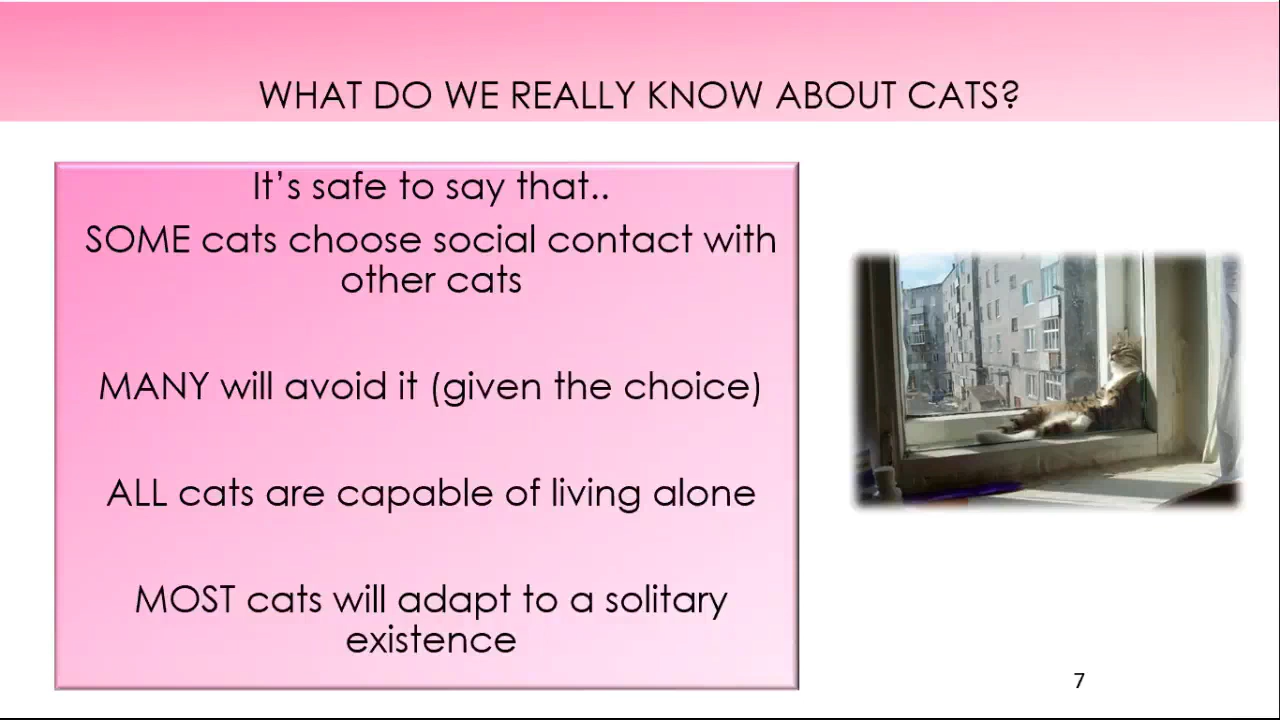 WHAT DO WE REALLY KNOW ABOUT CATS?
It's safe to say that..
SOME cats choose social contact with
other cats
MANY will avoid it (given the choice)
ALL cats are capable of living alone
MOST cats will adapt to a solitary
existence
7